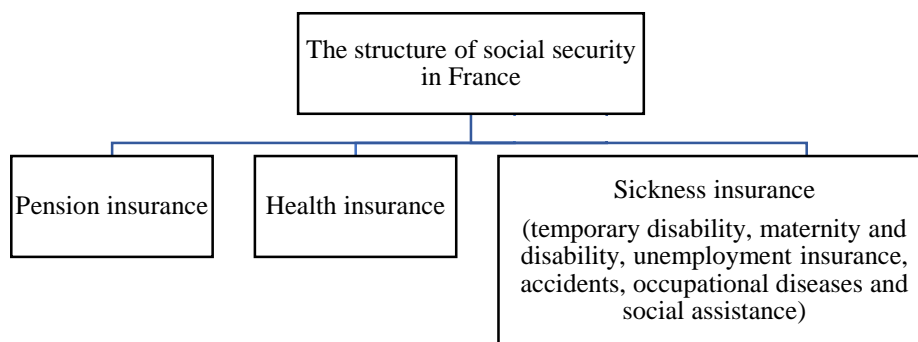 The structure of social security
in France
Pension insurance
Health insurance
Sickness insurance
(temporary disability, maternity and
disability, unemployment insurance,
accidents, occupational diseases and
social assistance)